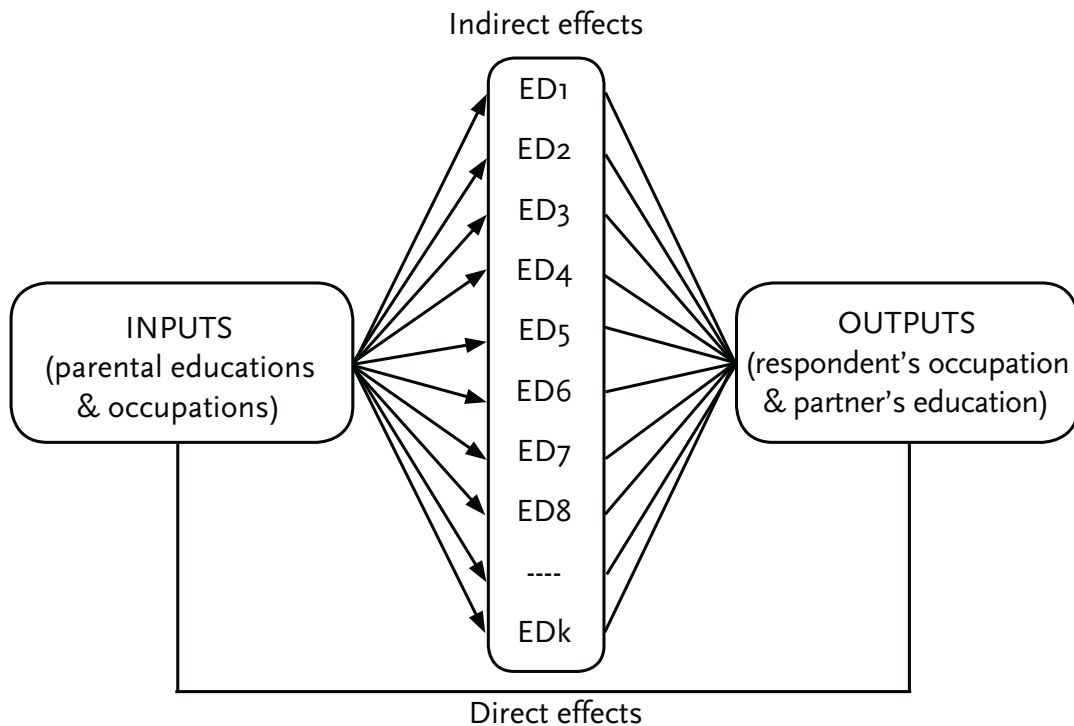 Indirect effects
ED1
ED2
ED3
ED4
ED5
ED6
ED7
ED8
----
EDk
INPUTS
(parental educations
& occupations)
OUTPUTS
(respondent’s occupation
& partner’s education)
Direct effects